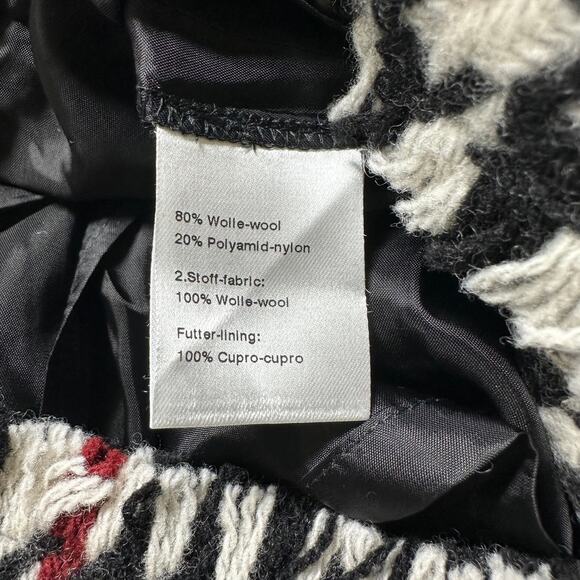 80% Wolle-wool
20% Polyamid-nylon
2.Stoff-fabric:
100% Wolle-wool
Futter-lining:
100% Cupro-cupro